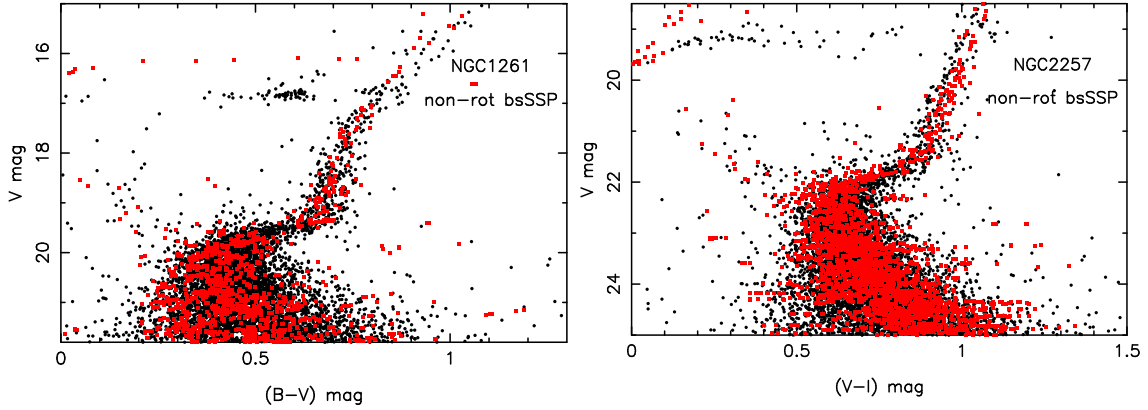 16
18
20
V mag
NGC1261
non-rot bsSSP
0
0.5
1
(B-V) mag
20
22
24
V mag
NGC2257
non-rot bsSSP
0
0.5
1
1.5
(V-I) mag